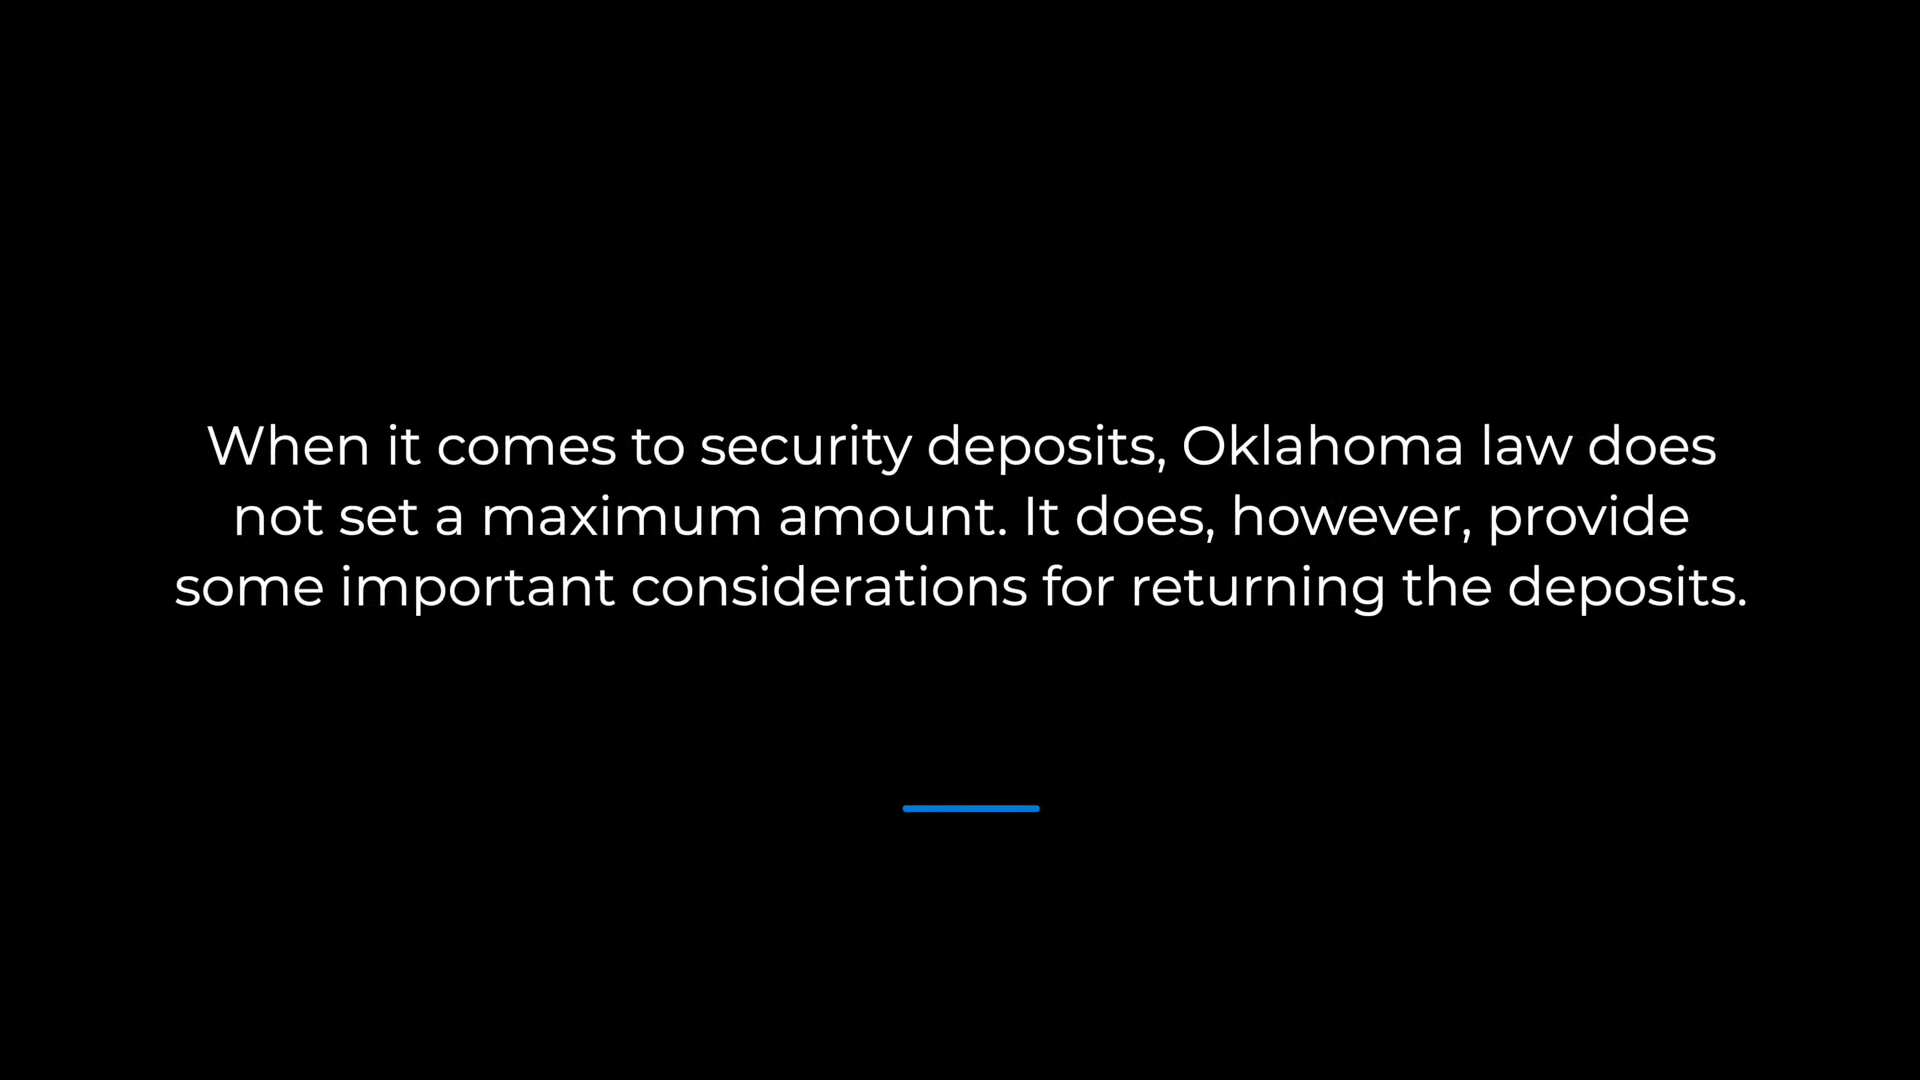 When it comes to security deposits, Oklahoma law does
not set a maximum amount. It does, however, provide
some important considerations for returning the deposits.